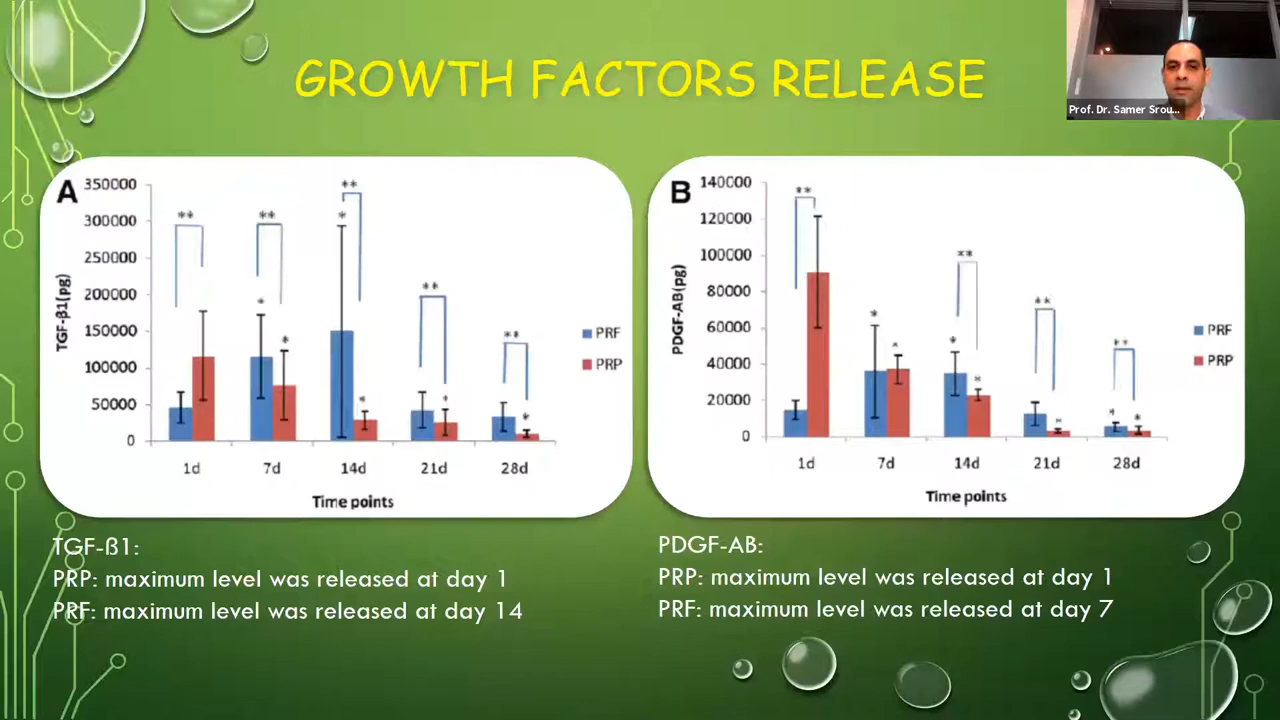 GROWTH FACTORS RELEASE
Prof. Dr. Samer Srou...
A
TGF-β1(pg)
350000
300000
250000
200000
150000
100000
50000
0
**
**
**
*
*
*
*
**
*
**
*
PRF
PRP
1d 7d 14d 21d 28d
Time points
B
PDGF-AB(pg)
140000
120000
100000
80000
60000
40000
20000
0
**
*
*
**
*
*
**
*
**
*
*
PRF
PRP
1d 7d 14d 21d 28d
Time points
TGF-ß1:
PRP: maximum level was released at day 1
PRF: maximum level was released at day 14
PDGF-AB:
PRP: maximum level was released at day 1
PRF: maximum level was released at day 7